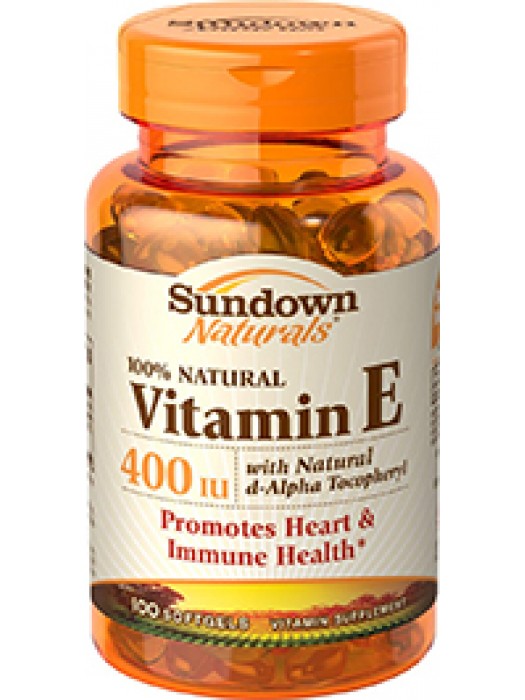 Sundown
Sundown
Naturals®
100% NATURAL
Vitamin E
400 IU
with Natural
d-Alpha Tocopheryl
Promotes Heart &
Immune Health*
100 SOFTGELS
VITAMIN SUPPLEMENT